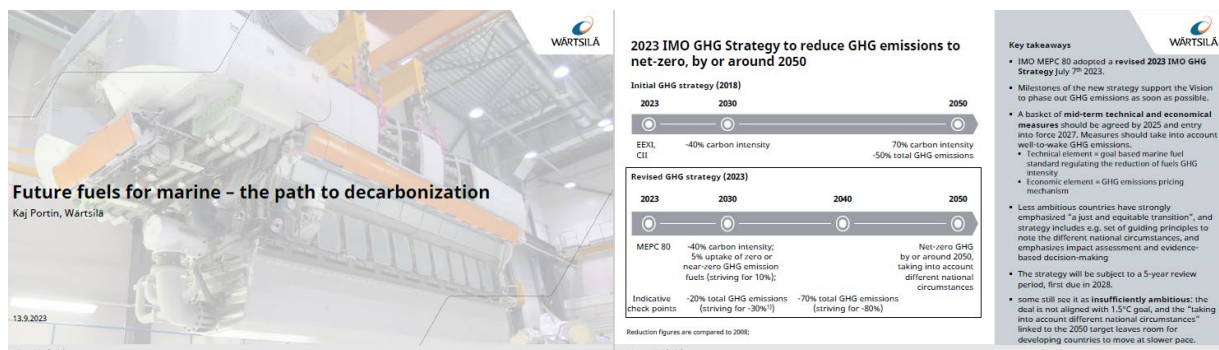 WÄRTSILÄ
Future fuels for marine – the path to decarbonization
Kaj Portin, Wärtsilä
13.9.2023
2023 IMO GHG Strategy to reduce GHG emissions to
net-zero, by or around 2050
Initial GHG strategy (2018)
2023 2030 2050
EEXI,
CII
-40% carbon intensity
70% carbon intensity
-50% total GHG emissions
Revised GHG strategy (2023)
2023 2030 2040 2050
MEPC 80
-40% carbon intensity;
5% uptake of zero or
near-zero GHG emission
fuels (striving for 10%);
Net-zero GHG
by or around 2050,
taking into account
different national
circumstances
Indicative
check points
-20% total GHG emissions
(striving for -30%¹⁾)
-70% total GHG emissions
(striving for -80%)
Reduction figures are compared to 2008;
WÄRTSILÄ
Key takeaways
▪ IMO MEPC 80 adopted a revised 2023 IMO GHG
Strategy July 7th 2023.
▪ Milestones of the new strategy support the Vision
to phase out GHG emissions as soon as possible.
▪ A basket of mid-term technical and economical
measures should be agreed by 2025 and entry
into force 2027. Measures should take into account
well-to-wake GHG emissions.
▪ Technical element = goal based marine fuel
standard regulating the reduction of fuels GHG
intensity
▪ Economic element = GHG emissions pricing
mechanism
▪ Less ambitious countries have strongly
emphasized "a just and equitable transition", and
strategy includes e.g. set of guiding principles to
note the different national circumstances, and
emphasizes impact assessment and evidence-
based decision-making
▪ The strategy will be subject to a 5-year review
period, first due in 2028.
▪ some still see it as insufficiently ambitious: the
deal is not aligned with 1.5°C goal, and the "taking
into account different national circumstances"
linked to the 2050 target leaves room for
developing countries to move at slower pace.